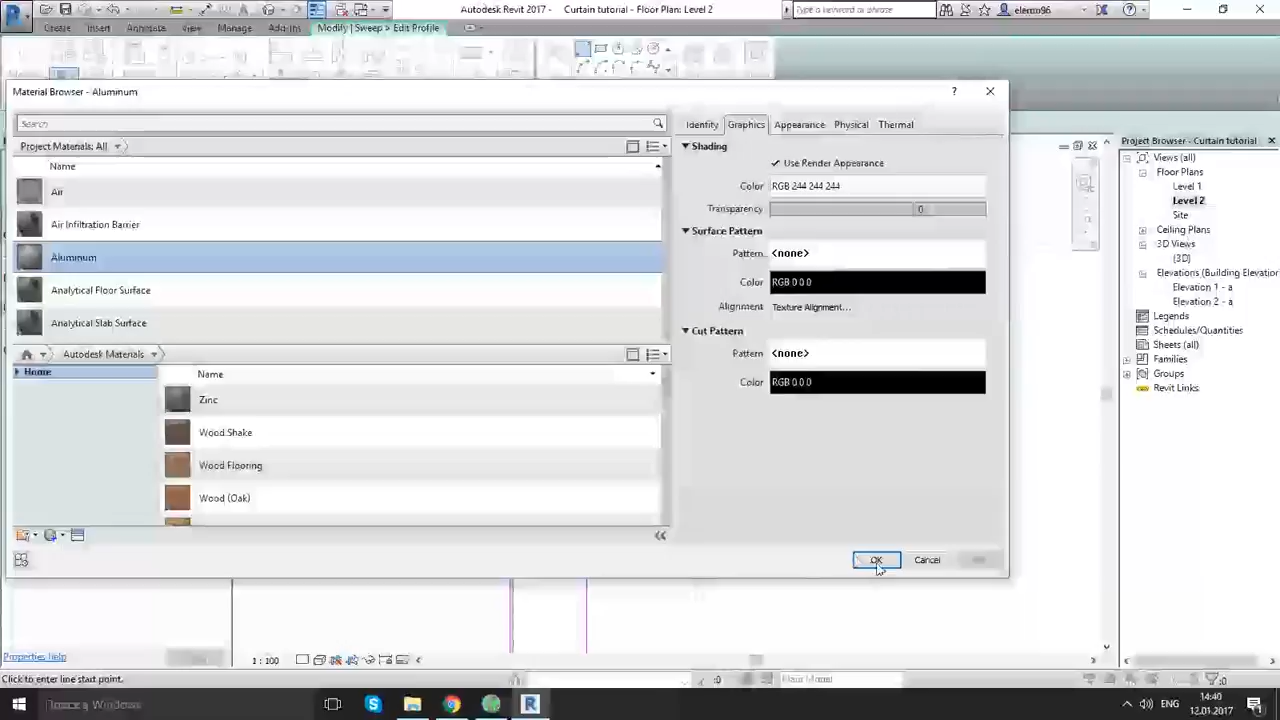 Autodesk Revit 2017 - Curtain tutorial - Floor Plan: Level 2
Type a keyword or phrase
elenno96
Create
Insert
Annotate
View
Manage
Add-Ins
Modify | Sweep > Edit Profile
Material Browser - Aluminum
Search
Project Materials: All
Name
Air
Air Infiltration Barrier
Aluminum
Analytical Floor Surface
Analytical Slab Surface
Autodesk Materials
Home
Name
Zinc
Wood Shake
Wood Flooring
Wood (Oak)
Identity
Graphics
Appearance
Physical
Thermal
Shading
Use Render Appearance
Color RGB 244 244 244
Transparency 0
Surface Pattern
Pattern <none>
Color RGB 0 0 0
Alignment Texture Alignment...
Cut Pattern
Pattern <none>
Color RGB 0 0 0
OK
Cancel
Project Browser - Curtain tutorial
Views (all)
Floor Plans
Level 1
Level 2
Site
Ceiling Plans
3D Views
{3D}
Elevations (Building Elevation
Elevation 1 - a
Elevation 2 - a
Legends
Schedules/Quantities
Sheets (all)
Families
Groups
Revit Links
Properties help
1 : 100
Click to enter line start point.
:0
Main Model
:0
Поиск в Windows
ENG
14:40
12.01.2017